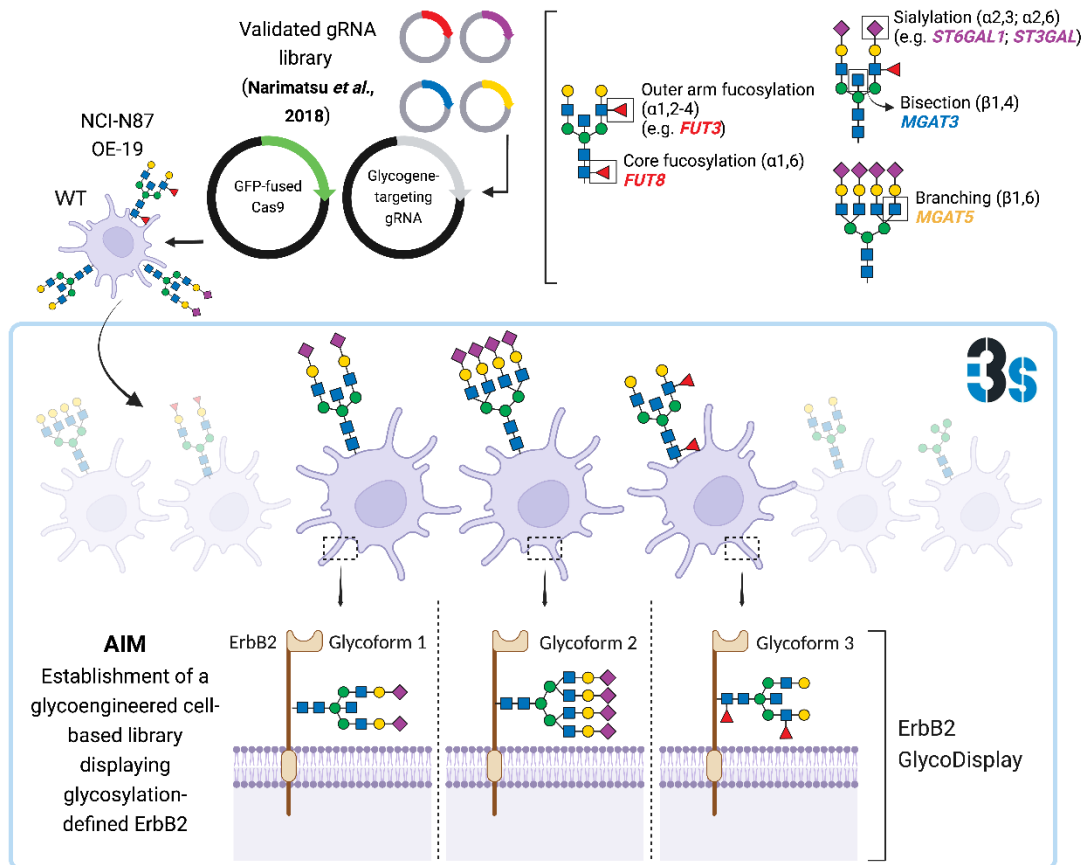 Validated gRNA
library
(Narimatsu et al.,
2018)
NCI-N87
OE-19
WT
GFP-fused
Cas9
Glycogene-
targeting
gRNA
Outer arm fucosylation
(α1,2-4)
(e.g. FUT3)
Core fucosylation (α1,6)
FUT8
Sialylation (α2,3; α2,6)
(e.g. ST6GAL1; ST3GAL)
Bisection (β1,4)
MGAT3
Branching (β1,6)
MGAT5
3s
AIM
Establishment of a
glycoengineered cell-
based library
displaying
glycosylation-
defined ErbB2
ErbB2
Glycoform 1
Glycoform 2
Glycoform 3
ErbB2
GlycoDisplay